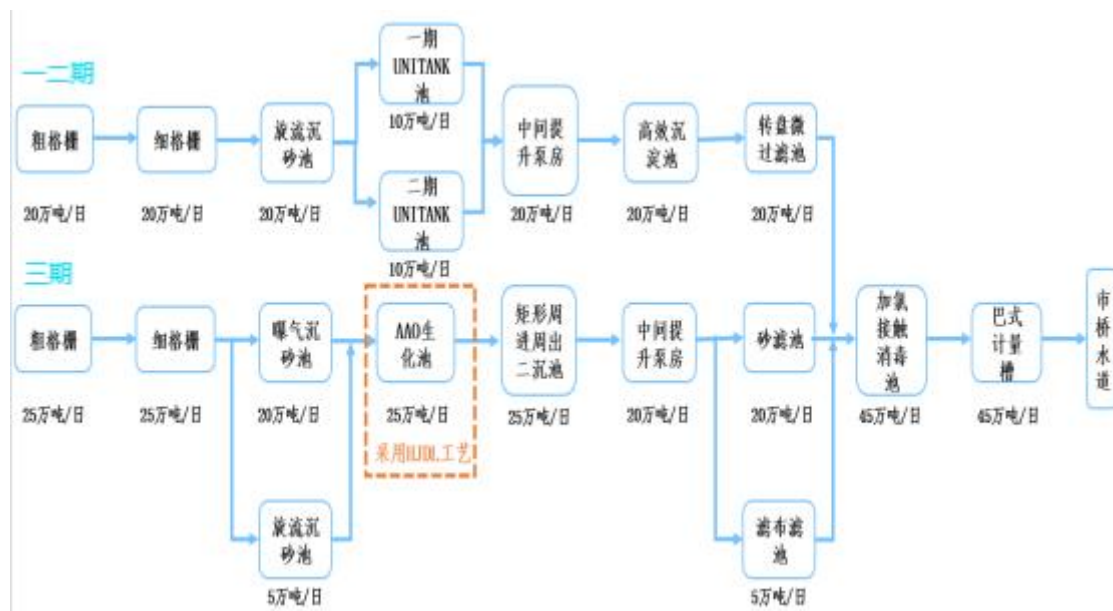 一二期
粗格栅
20万吨/日
细格栅
20万吨/日
旋流沉
砂池
20万吨/日
一期
UNITANK
池
10万吨/日
二期
UNITANK
池
10万吨/日
中间提
升泵房
20万吨/日
高效沉
淀池
20万吨/日
转盘微
过滤池
20万吨/日
三期
粗格栅
25万吨/日
细格栅
25万吨/日
曝气沉
砂池
20万吨/日
旋流沉
砂池
5万吨/日
AAO生
化池
25万吨/日
采用HJDL工艺
矩形周
进周出
二沉池
25万吨/日
中间提
升泵房
20万吨/日
砂滤池
20万吨/日
滤布滤
池
5万吨/日
加氯
接触
消毒
池
45万吨/日
巴式
计量
槽
45万吨/日
市
桥
水
道